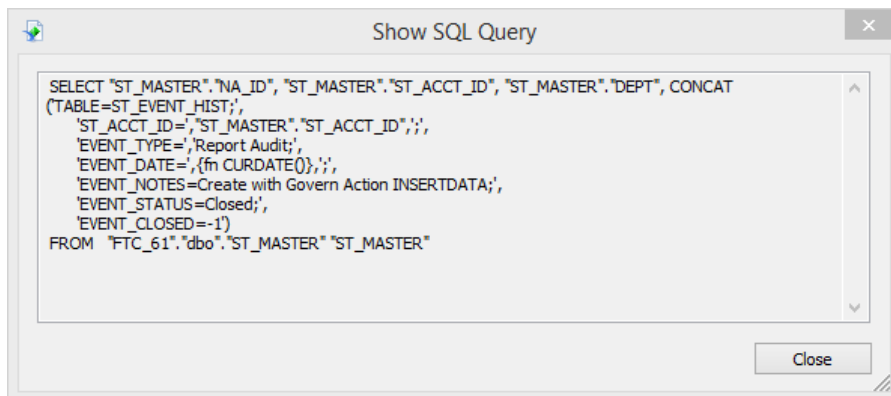 Show SQL Query
SELECT "ST_MASTER"."NA_ID", "ST_MASTER"."ST_ACCT_ID", "ST_MASTER"."DEPT", CONCAT
('TABLE=ST_EVENT_HIST;',
'ST_ACCT_ID=',"ST_MASTER"."ST_ACCT_ID",';',
'EVENT_TYPE=','Report Audit;',
'EVENT_DATE=',{fn CURDATE()},';',
'EVENT_NOTES=Create with Govern Action INSERTDATA;',
'EVENT_STATUS=Closed;',
'EVENT_CLOSED=-1')
FROM "FTC_61"."dbo"."ST_MASTER" "ST_MASTER"
Close